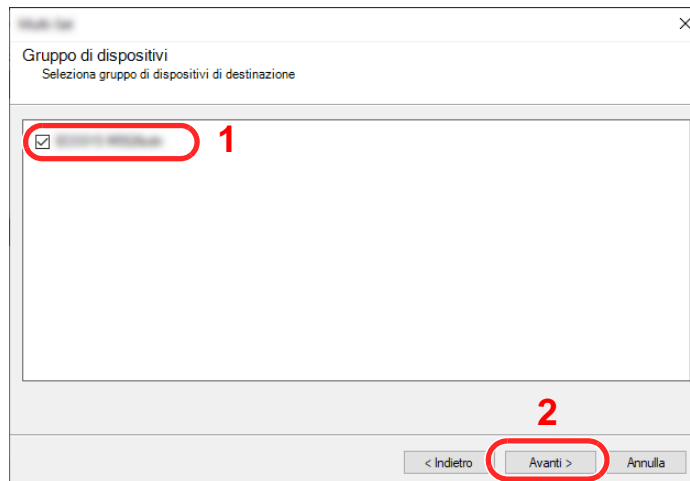 Gruppo di dispositivi
Seleziona gruppo di dispositivi di destinazione
1
2
< Indietro
Avanti >
Annulla